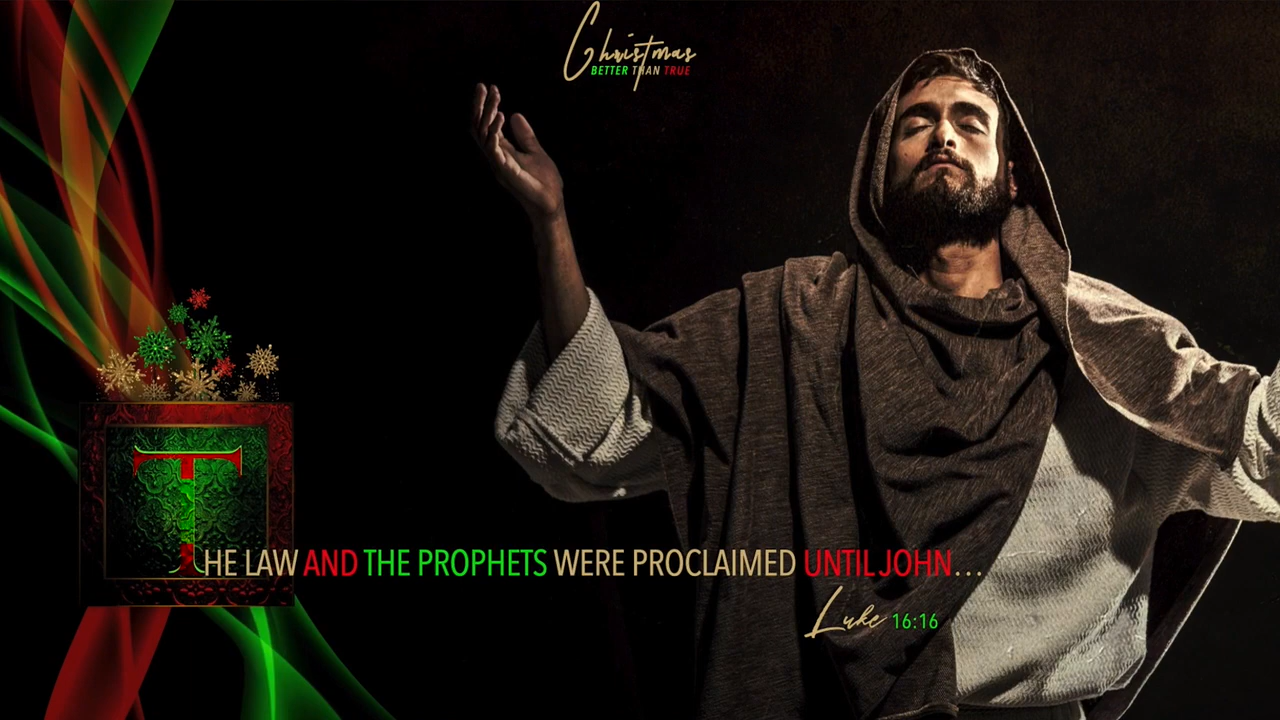 Christmas
BETTER THAN TRUE
THE LAW AND THE PROPHETS WERE PROCLAIMED UNTIL JOHN...
Luke 16:16